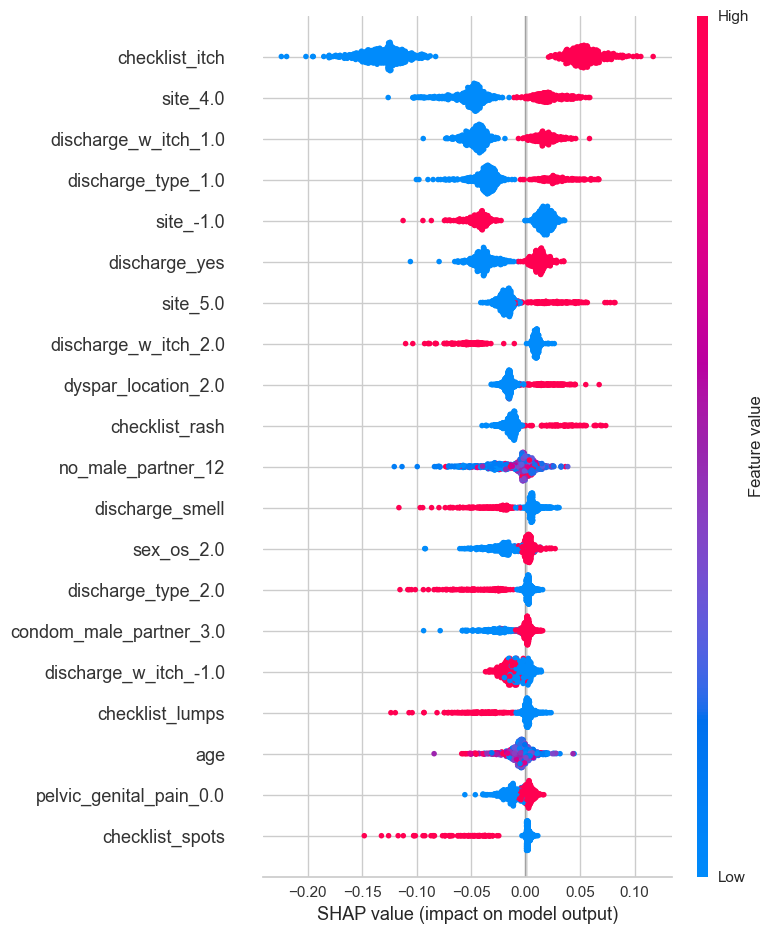 High
checklist_itch
site_4.0
discharge_w_itch_1.0
discharge_type_1.0
site_-1.0
discharge_yes
site_5.0
discharge_w_itch_2.0
dyspar_location_2.0
checklist_rash
no_male_partner_12
discharge_smell
sex_os_2.0
discharge_type_2.0
condom_male_partner_3.0
discharge_w_itch_-1.0
checklist_lumps
age
pelvic_genital_pain_0.0
checklist_spots
Feature value
Low
−0.20 −0.15 −0.10 −0.05 0.00 0.05 0.10
SHAP value (impact on model output)